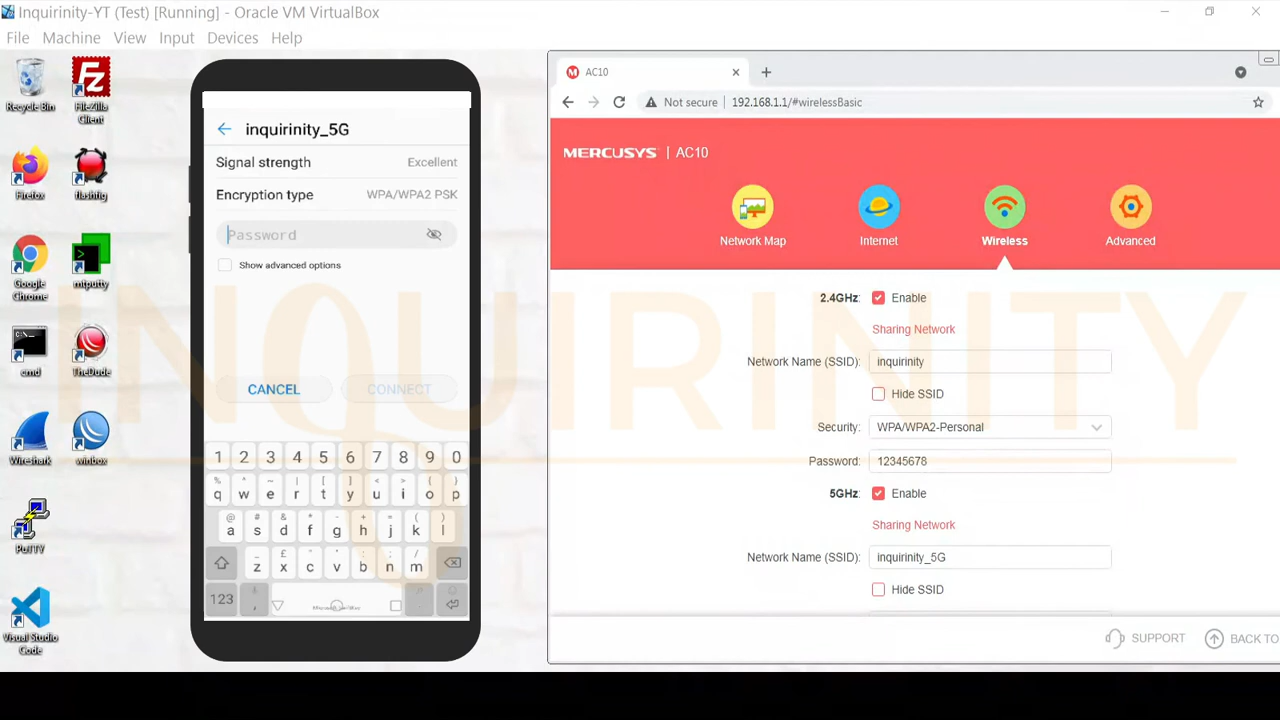 Inquirinity-YT (Test) [Running] - Oracle VM VirtualBox
File Machine View Input Devices Help
Recycle Bin
FileZilla Client
Firefox
flashfig
Google Chrome
mtputty
cmd
TheDude
Wireshark
winbox
PuTTY
Visual Studio Code
inquirinity_5G
Signal strength Excellent
Encryption type WPA/WPA2 PSK
Password
Show advanced options
CANCEL CONNECT
1 2 3 4 5 6 7 8 9 0
q w e r t y u i o p
a s d f g h j k l
z x c v b n m
123 ,
AC10
Not secure 192.168.1.1/#wirelessBasic
MERCUSYS | AC10
Network Map Internet Wireless Advanced
2.4GHz: Enable
Sharing Network
Network Name (SSID): inquirinity
Hide SSID
Security: WPA/WPA2-Personal
Password: 12345678
5GHz: Enable
Sharing Network
Network Name (SSID): inquirinity_5G
Hide SSID
SUPPORT BACK TO
INQUIRINITY